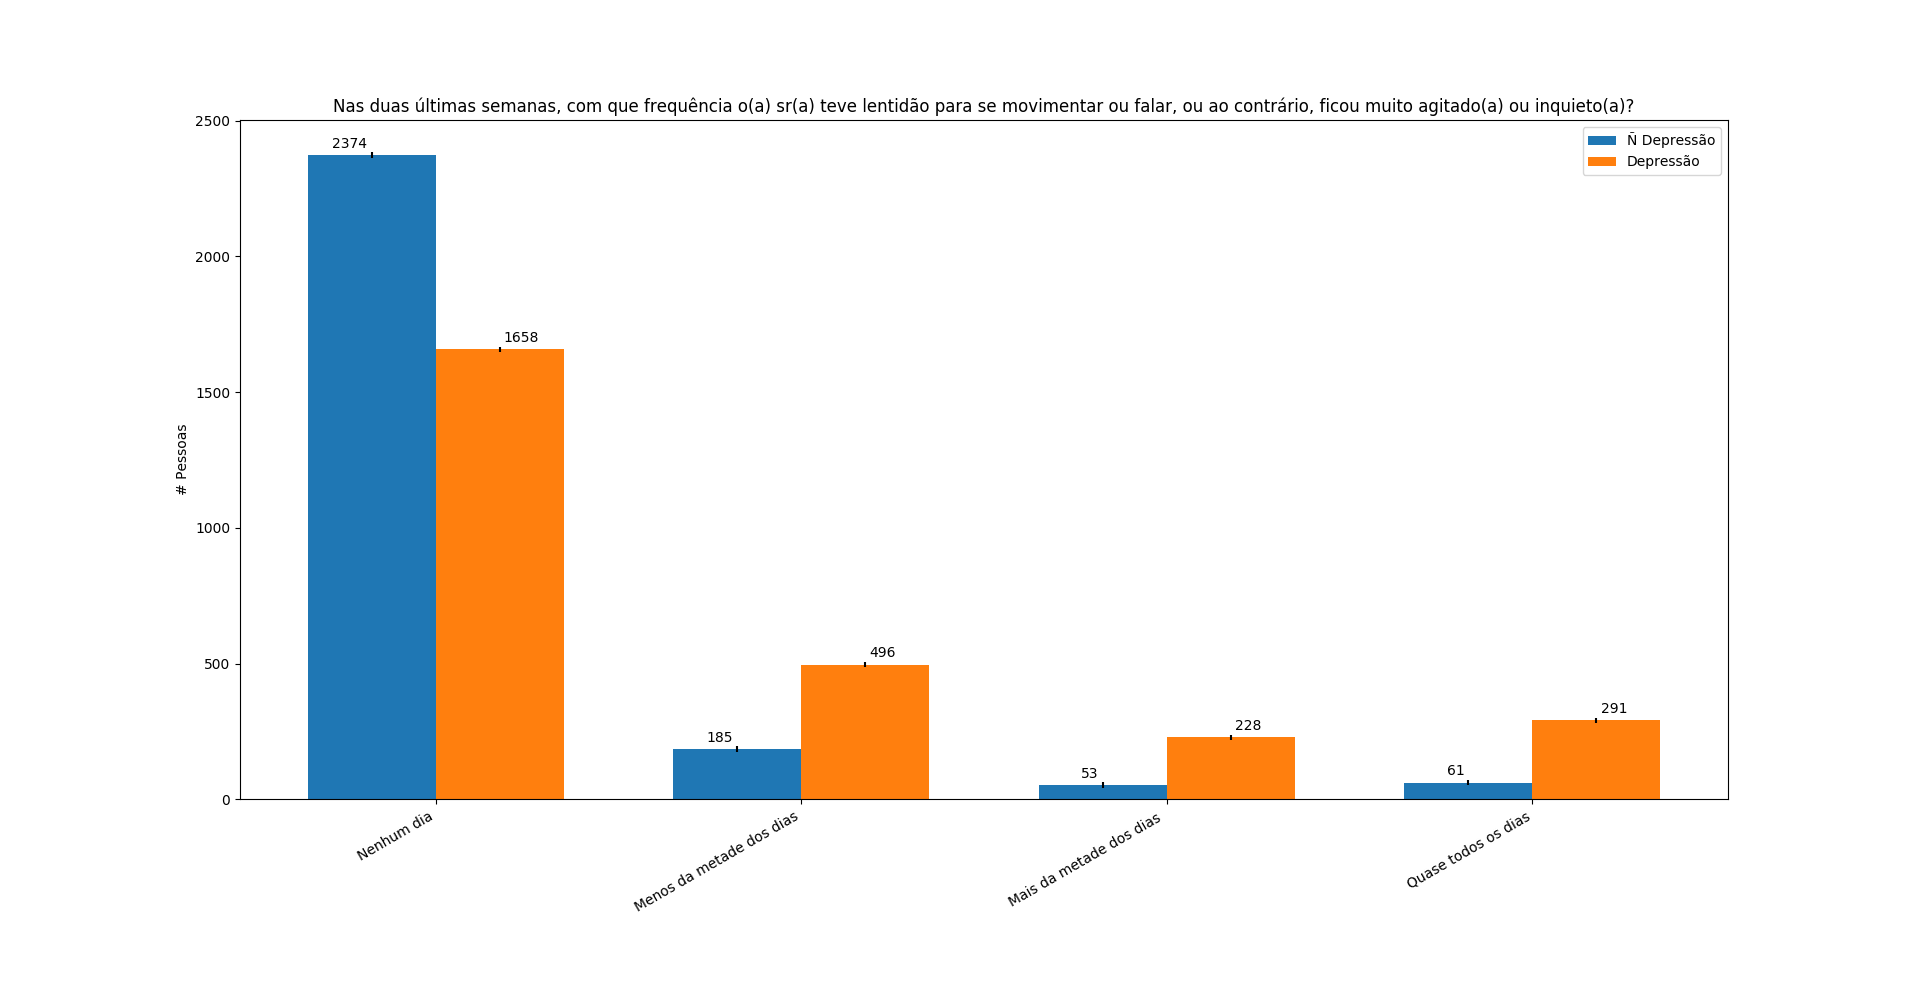 Nas duas últimas semanas, com que frequência o(a) sr(a) teve lentidão para se movimentar ou falar, ou ao contrário, ficou muito agitado(a) ou inquieto(a)?
Ñ Depressão
Depressão
# Pessoas
2500
2000
1500
1000
500
0
2374
1658
185
496
53
228
61
291
Nenhum dia
Menos da metade dos dias
Mais da metade dos dias
Quase todos os dias